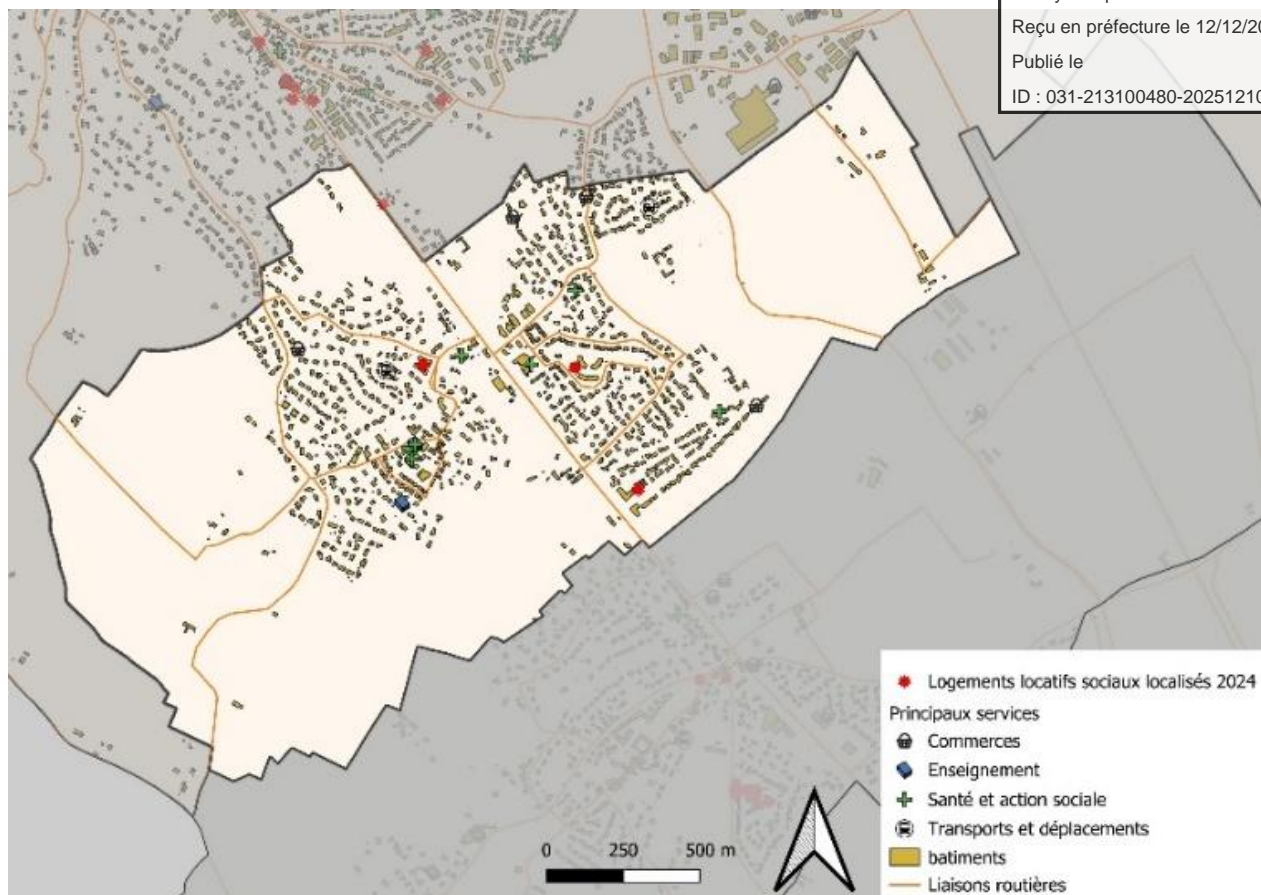 Reçu en préfecture le 12/12/20
Publié le
ID : 031-213100480-20251210
Logements locatifs sociaux localisés 2024
Principaux services
Commerces
Enseignement
Santé et action sociale
Transports et déplacements
batiments
Liaisons routières
0 250 500 m